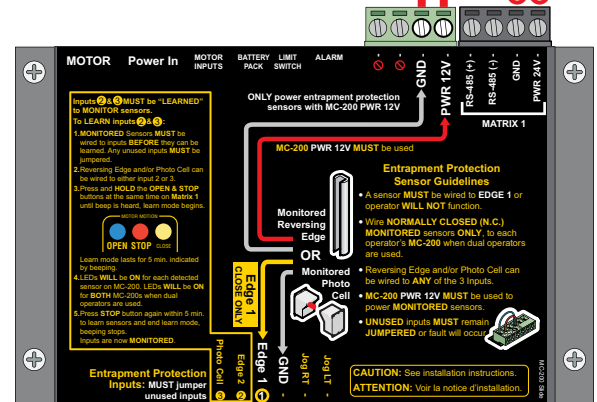 MOTOR Power In MOTOR INPUTS BATTERY PACK LIMIT SWITCH ALARM
GND -
PWR 12V -
RS-485 (+) -
RS-485 (-) -
GND -
PWR 24V -
MATRIX 1
ONLY power entrapment protection
sensors with MC-200 PWR 12V
MC-200 PWR 12V MUST be used
Inputs 2 & 3 MUST be “LEARNED”
to MONITOR sensors.
To LEARN inputs 2 & 3:
1.MONITORED Sensors MUST be
wired to inputs BEFORE they can be
learned. Any unused inputs MUST be
jumpered.
2.Reversing Edge and/or Photo Cell can
be wired to either input 2 or 3.
3.Press and HOLD the OPEN & STOP
buttons at the same time on Matrix 1
until beep is heard, learn mode begins.
MOTOR MOTION
OPEN STOP CLOSE
Learn mode lasts for 5 min. indicated
by beeping.
4.LEDs WILL be ON for each detected
sensor on MC-200. LEDs WILL be ON
for BOTH MC-200s when dual
operators are used.
5.Press STOP button again within 5 min.
to learn sensors and end learn mode,
beeping stops.
Inputs are now MONITORED.
Monitored
Reversing
Edge
OR
Monitored
Photo
Cell
Edge 1
CLOSE ONLY
Entrapment Protection
Sensor Guidelines
• A sensor MUST be wired to EDGE 1 or
operator WILL NOT function.
• Wire NORMALLY CLOSED (N.C.)
MONITORED sensors ONLY, to each
operator’s MC-200 when dual operators
are used.
• Reversing Edge and/or Photo Cell can
be wired to ANY of the 3 Inputs.
• MC-200 PWR 12V MUST be used to
power MONITORED sensors.
• UNUSED inputs MUST remain
JUMPERED or fault will occur.
Entrapment Protection
Inputs: MUST jumper
unused inputs
Photo Cell 3
Edge 2 2
Edge 1 1
GND -
Jog RT -
Jog LT -
CAUTION: See installation instructions.
ATTENTION: Voir la notice d’installation.
MC-200 Slide